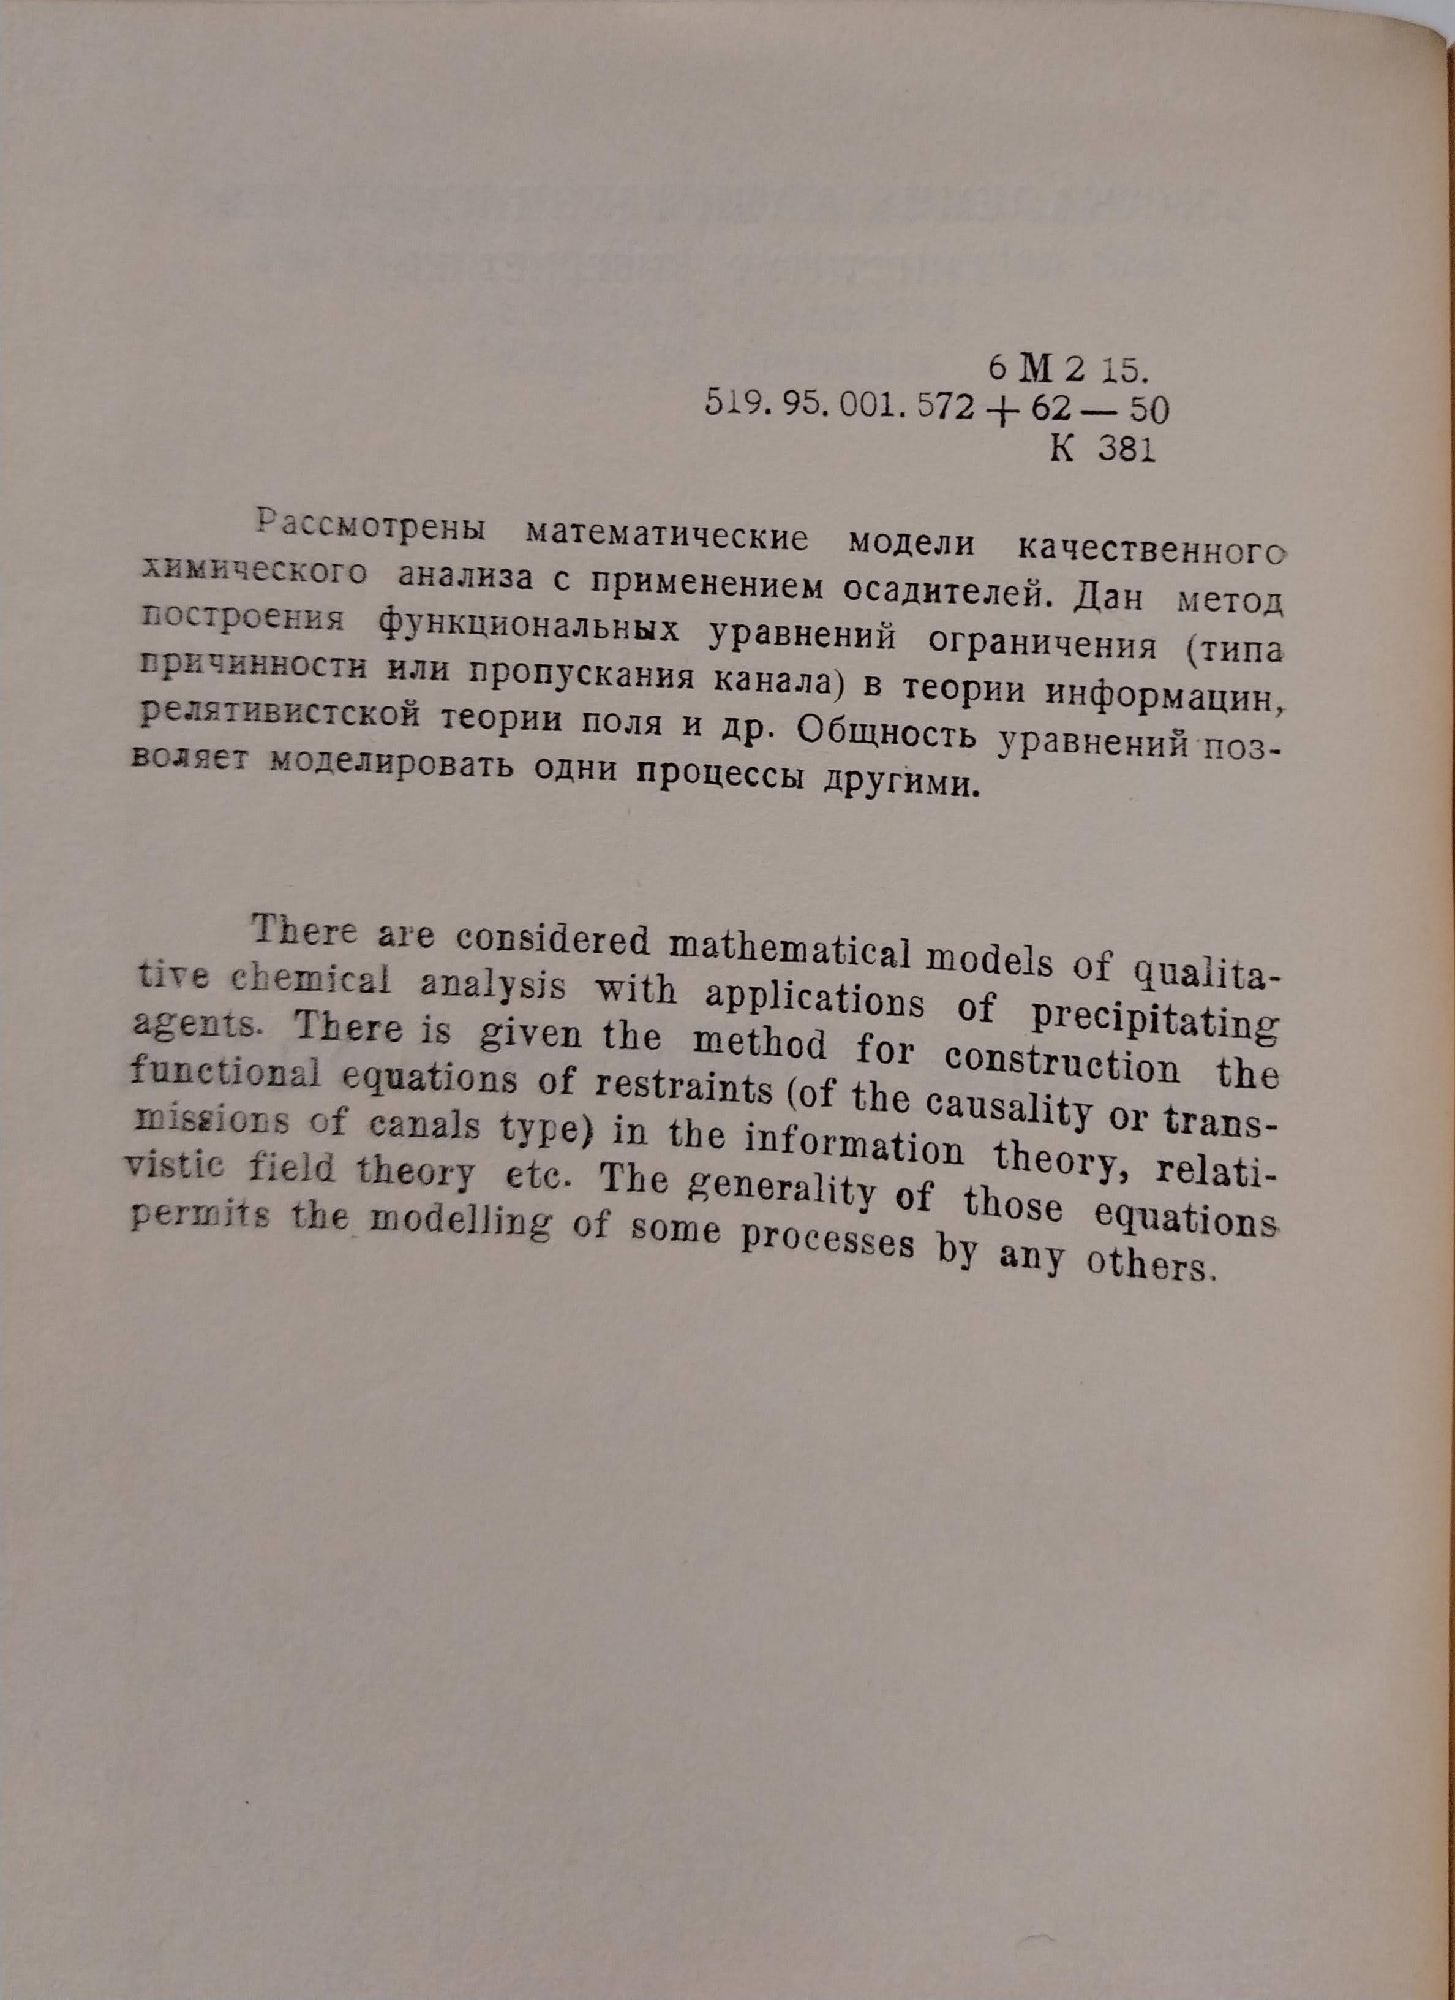 6 М 2 15.
519. 95. 001. 572 + 62 — 50
К 381
Рассмотрены математические модели качественного
химического анализа с применением осадителей. Дан метод
построения функциональных уравнений ограничения (типа
причинности или пропускания канала) в теории информацин,
релятивистской теории поля и др. Общность уравнений поз-
воляет моделировать одни процессы другими.
There are considered mathematical models of qualita-
tive chemical analysis with applications of precipitating
agents. There is given the method for construction the
functional equations of restraints (of the causality or trans-
missions of canals type) in the information theory, relati-
vistic field theory etc. The generality of those equations
permits the modelling of some processes by any others.